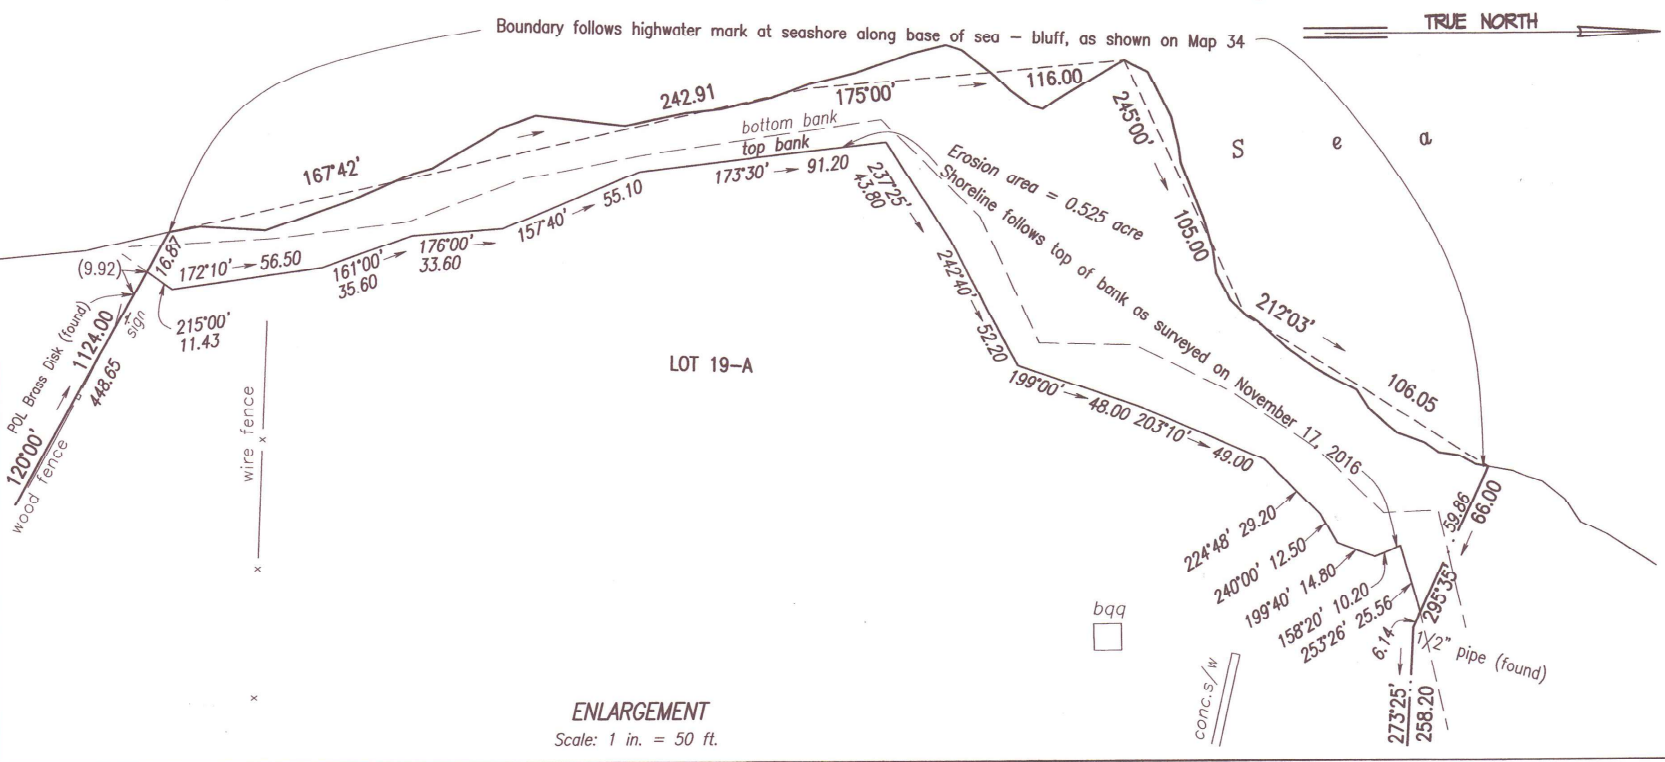 Boundary follows highwater mark at seashore along base of sea – bluff, as shown on Map 34
TRUE NORTH
167°42'
242.91
175°00'
116.00
245°00'
105.00
S e a
bottom bank
top bank
173°30' 91.20
237°25'
43.80
Erosion area = 0.525 acre
Shoreline follows top of bank as surveyed on November 17, 2016
212°03'
106.05
(9.92)
16.87
172°10' 56.50
161°00'
35.60
176°00'
33.60
157°40' 55.10
242°40' 52.20
215°00'
11.43
POL Brass Disk (found)
sign
1124.00
448.65
120°00'
wood fence
wire fence
x
x
x
LOT 19-A
199°00' 48.00
203°10' 49.00
224°48' 29.20
240°00' 12.50
199°40' 14.80
158°20' 10.20
253°26' 25.56
6.14
59.86
66.00
295°35'
1/2" pipe (found)
273°25'
258.20
bqq
conc.s/w
ENLARGEMENT
Scale: 1 in. = 50 ft.